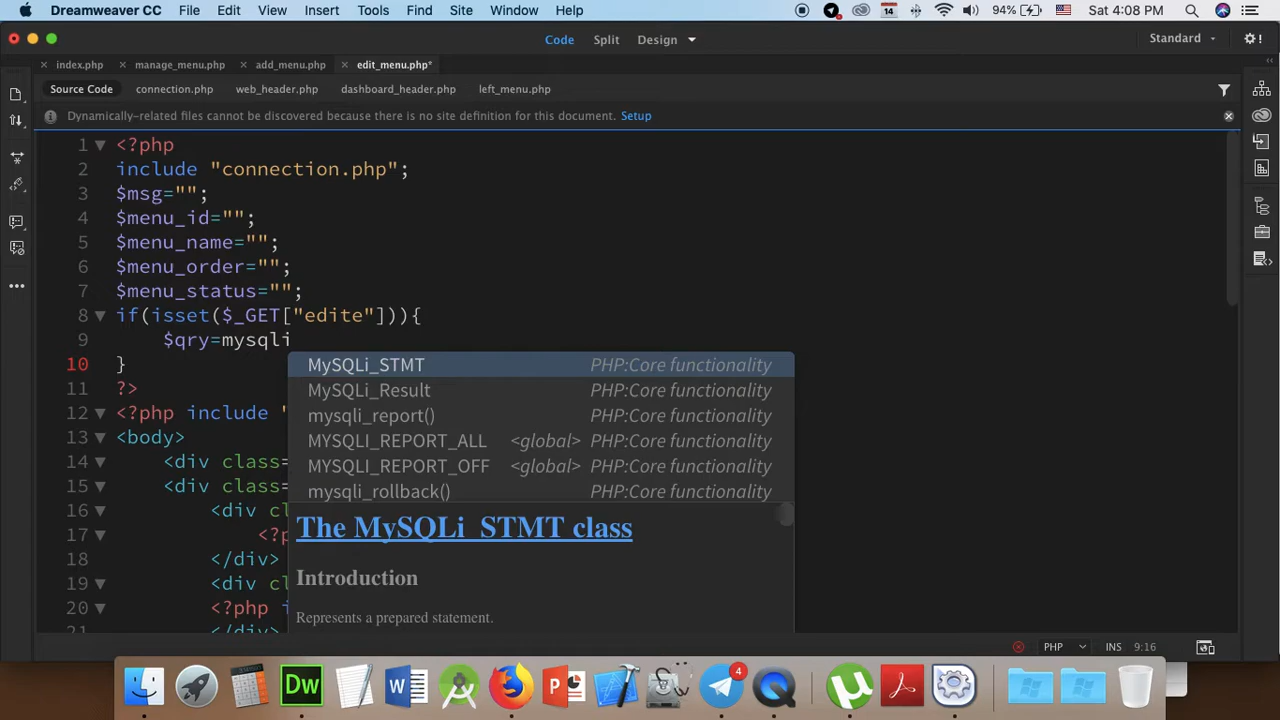 Dreamweaver CC File Edit View Insert Tools Find Site Window Help 14 94% Sat 4:08 PM
Code Split Design Standard
index.php manage_menu.php add_menu.php edit_menu.php*
Source Code connection.php web_header.php dashboard_header.php left_menu.php
Dynamically-related files cannot be discovered because there is no site definition for this document. Setup
1 <?php
2 include "connection.php";
3 $msg="";
4 $menu_id="";
5 $menu_name="";
6 $menu_order="";
7 $menu_status="";
8 if(isset($_GET["edite"])){
9 $qry=mysqli
10 }
11 ?>
12 <?php include "
13 <body>
14 <div class=
15 <div class=
16 <div cl
17 <?p
18 </div>
19 <div cl
20 <?php i
21 </div>
MySQLi_STMT PHP:Core functionality
MySQLi_Result PHP:Core functionality
mysqli_report() PHP:Core functionality
MYSQLI_REPORT_ALL <global> PHP:Core functionality
MYSQLI_REPORT_OFF <global> PHP:Core functionality
mysqli_rollback() PHP:Core functionality
The MySQLi_STMT class
Introduction
Represents a prepared statement.
PHP INS 9:16
Dw W P 4